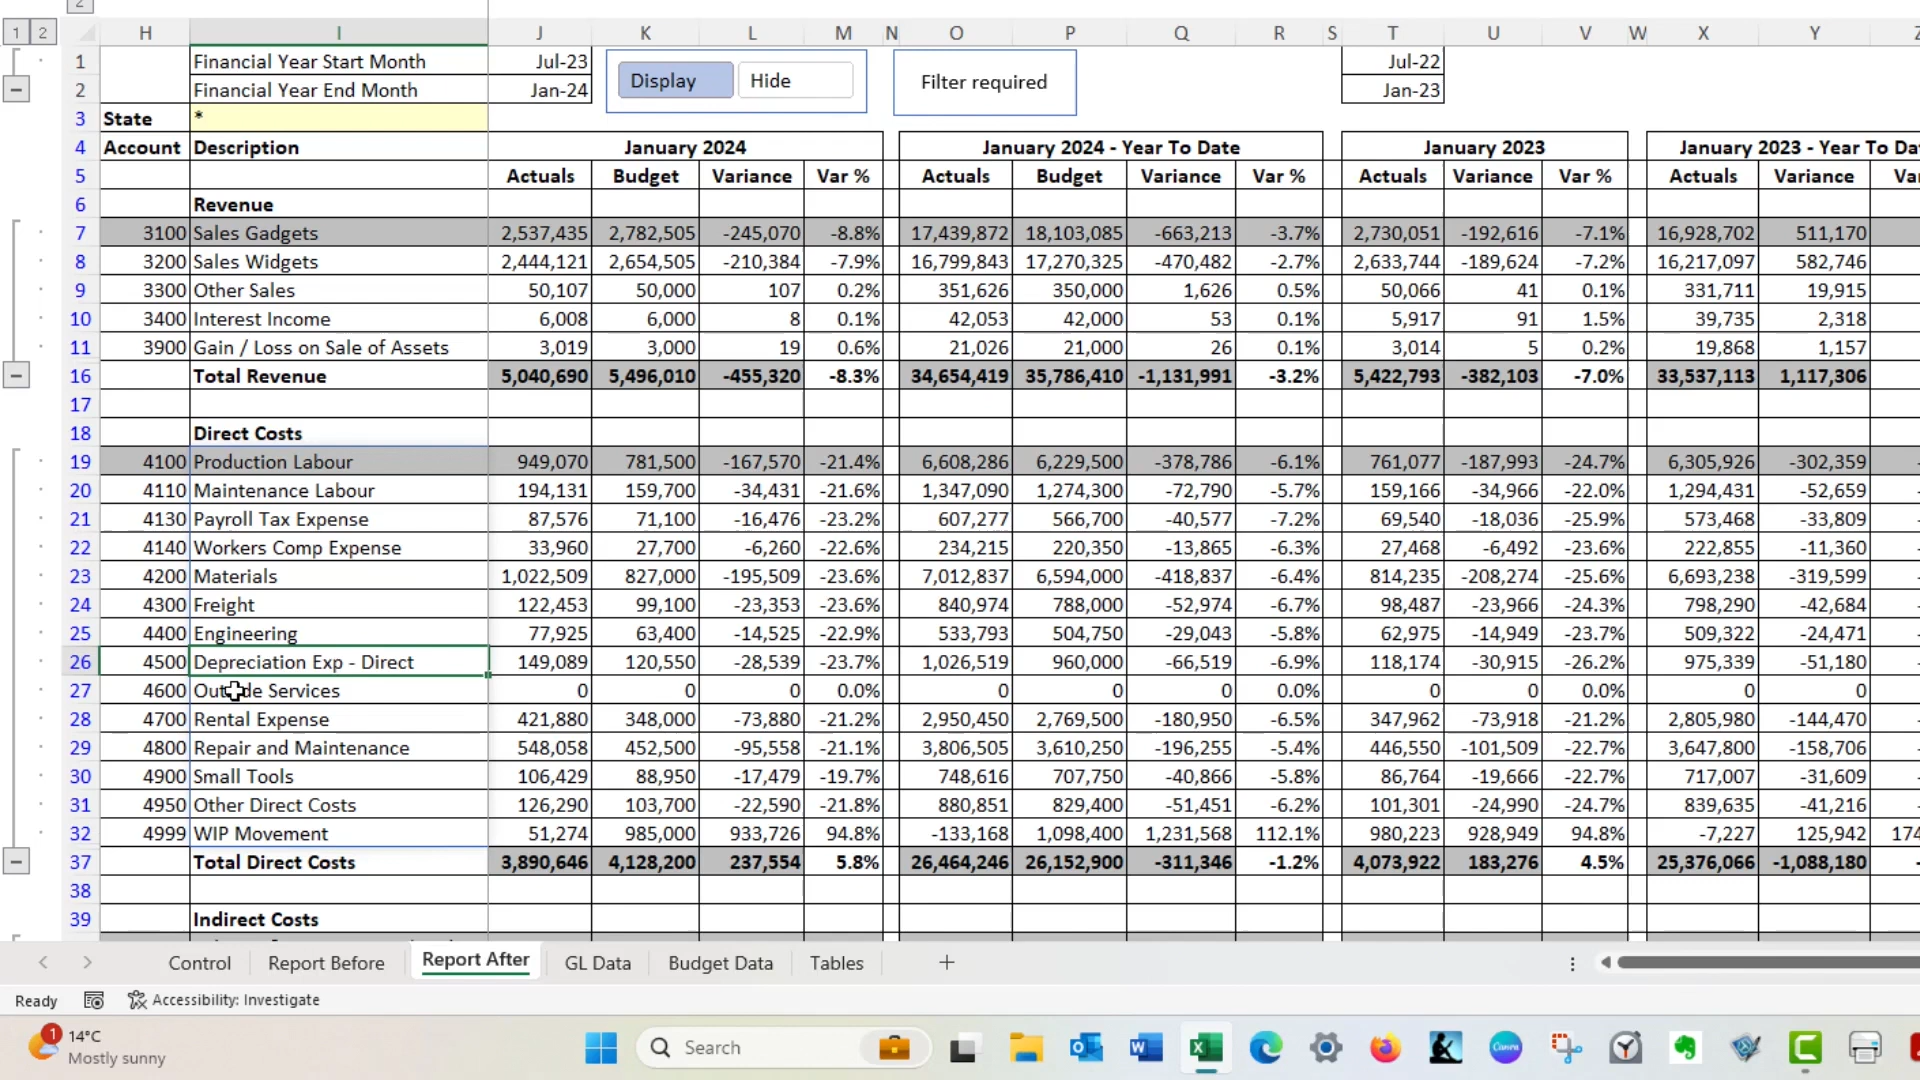 2
1 2 H I J K L M N O P Q R S T U V W X Y Z
1 Financial Year Start Month Jul-23 Display Hide Filter required Jul-22
2 Financial Year End Month Jan-24 Jan-23
3 State *
4 Account Description January 2024 January 2024 - Year To Date January 2023 January 2023 - Year To Da
5 Actuals Budget Variance Var % Actuals Budget Variance Var % Actuals Variance Var % Actuals Variance Va
6 Revenue
7 3100 Sales Gadgets 2,537,435 2,782,505 -245,070 -8.8% 17,439,872 18,103,085 -663,213 -3.7% 2,730,051 -192,616 -7.1% 16,928,702 511,170
8 3200 Sales Widgets 2,444,121 2,654,505 -210,384 -7.9% 16,799,843 17,270,325 -470,482 -2.7% 2,633,744 -189,624 -7.2% 16,217,097 582,746
9 3300 Other Sales 50,107 50,000 107 0.2% 351,626 350,000 1,626 0.5% 50,066 41 0.1% 331,711 19,915
10 3400 Interest Income 6,008 6,000 8 0.1% 42,053 42,000 53 0.1% 5,917 91 1.5% 39,735 2,318
11 3900 Gain / Loss on Sale of Assets 3,019 3,000 19 0.6% 21,026 21,000 26 0.1% 3,014 5 0.2% 19,868 1,157
16 Total Revenue 5,040,690 5,496,010 -455,320 -8.3% 34,654,419 35,786,410 -1,131,991 -3.2% 5,422,793 -382,103 -7.0% 33,537,113 1,117,306
17
18 Direct Costs
19 4100 Production Labour 949,070 781,500 -167,570 -21.4% 6,608,286 6,229,500 -378,786 -6.1% 761,077 -187,993 -24.7% 6,305,926 -302,359
20 4110 Maintenance Labour 194,131 159,700 -34,431 -21.6% 1,347,090 1,274,300 -72,790 -5.7% 159,166 -34,966 -22.0% 1,294,431 -52,659
21 4130 Payroll Tax Expense 87,576 71,100 -16,476 -23.2% 607,277 566,700 -40,577 -7.2% 69,540 -18,036 -25.9% 573,468 -33,809
22 4140 Workers Comp Expense 33,960 27,700 -6,260 -22.6% 234,215 220,350 -13,865 -6.3% 27,468 -6,492 -23.6% 222,855 -11,360
23 4200 Materials 1,022,509 827,000 -195,509 -23.6% 7,012,837 6,594,000 -418,837 -6.4% 814,235 -208,274 -25.6% 6,693,238 -319,599
24 4300 Freight 122,453 99,100 -23,353 -23.6% 840,974 788,000 -52,974 -6.7% 98,487 -23,966 -24.3% 798,290 -42,684
25 4400 Engineering 77,925 63,400 -14,525 -22.9% 533,793 504,750 -29,043 -5.8% 62,975 -14,949 -23.7% 509,322 -24,471
26 4500 Depreciation Exp - Direct 149,089 120,550 -28,539 -23.7% 1,026,519 960,000 -66,519 -6.9% 118,174 -30,915 -26.2% 975,339 -51,180
27 4600 Outside Services 0 0 0 0.0% 0 0 0 0.0% 0 0 0.0% 0 0
28 4700 Rental Expense 421,880 348,000 -73,880 -21.2% 2,950,450 2,769,500 -180,950 -6.5% 347,962 -73,918 -21.2% 2,805,980 -144,470
29 4800 Repair and Maintenance 548,058 452,500 -95,558 -21.1% 3,806,505 3,610,250 -196,255 -5.4% 446,550 -101,509 -22.7% 3,647,800 -158,706
30 4900 Small Tools 106,429 88,950 -17,479 -19.7% 748,616 707,750 -40,866 -5.8% 86,764 -19,666 -22.7% 717,007 -31,609
31 4950 Other Direct Costs 126,290 103,700 -22,590 -21.8% 880,851 829,400 -51,451 -6.2% 101,301 -24,990 -24.7% 839,635 -41,216
32 4999 WIP Movement 51,274 985,000 933,726 94.8% -133,168 1,098,400 1,231,568 112.1% 980,223 928,949 94.8% -7,227 125,942 174
37 Total Direct Costs 3,890,646 4,128,200 237,554 5.8% 26,464,246 26,152,900 -311,346 -1.2% 4,073,922 183,276 4.5% 25,376,066 -1,088,180
38
39 Indirect Costs
Control Report Before Report After GL Data Budget Data Tables
Ready Accessibility: Investigate
1 14°C
Mostly sunny
Search
Canva